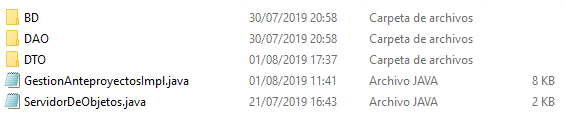 BD 30/07/2019 20:58 Carpeta de archivos
DAO 30/07/2019 20:58 Carpeta de archivos
DTO 01/08/2019 17:37 Carpeta de archivos
GestionAnteproyectosImpl.java 01/08/2019 11:41 Archivo JAVA 8 KB
ServidorDeObjetos.java 21/07/2019 16:43 Archivo JAVA 2 KB